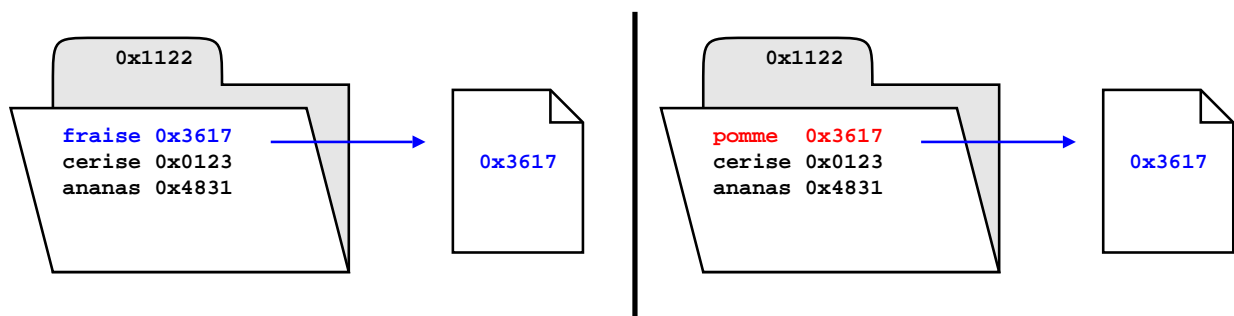 0x1122
fraise 0x3617
cerise 0x0123
ananas 0x4831
0x3617
0x1122
pomme  0x3617
cerise 0x0123
ananas 0x4831
0x3617